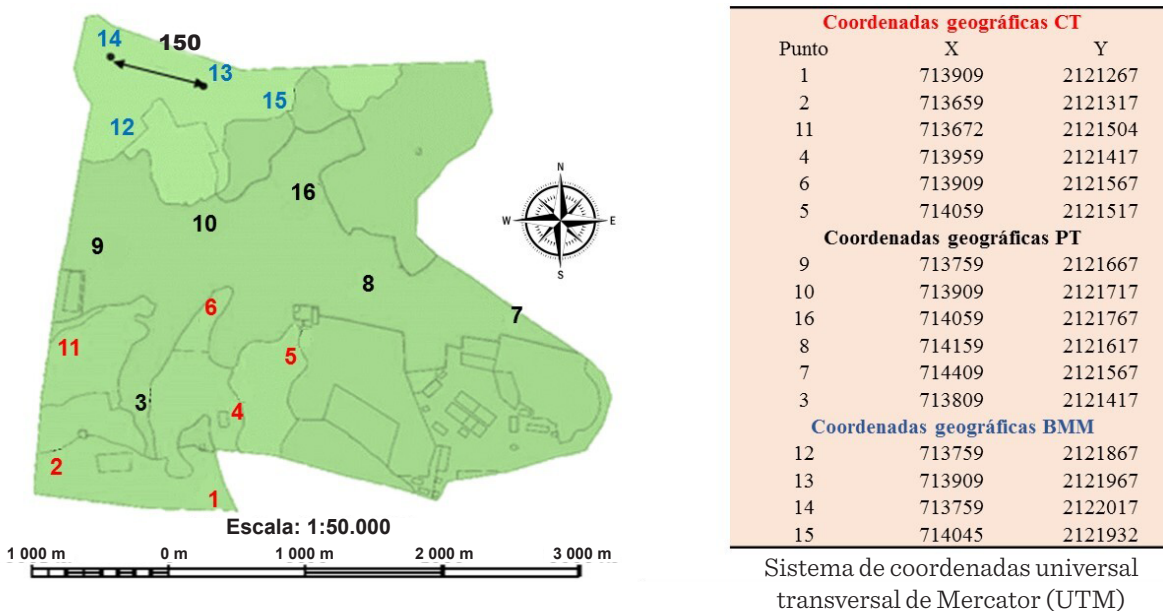 14
150
13
15
12
16
10
9
8
6
7
11
5
3
4
2
1
N
W
E
S
Escala: 1:50.000
1 000 m 0 m 1 000 m 2 000 m 3 000 m
Coordenadas geográficas CT
Punto X Y
1 713909 2121267
2 713659 2121317
11 713672 2121504
4 713959 2121417
6 713909 2121567
5 714059 2121517
Coordenadas geográficas PT
9 713759 2121667
10 713909 2121717
16 714059 2121767
8 714159 2121617
7 714409 2121567
3 713809 2121417
Coordenadas geográficas BMM
12 713759 2121867
13 713909 2121967
14 713759 2122017
15 714045 2121932
Sistema de coordenadas universal
transversal de Mercator (UTM)